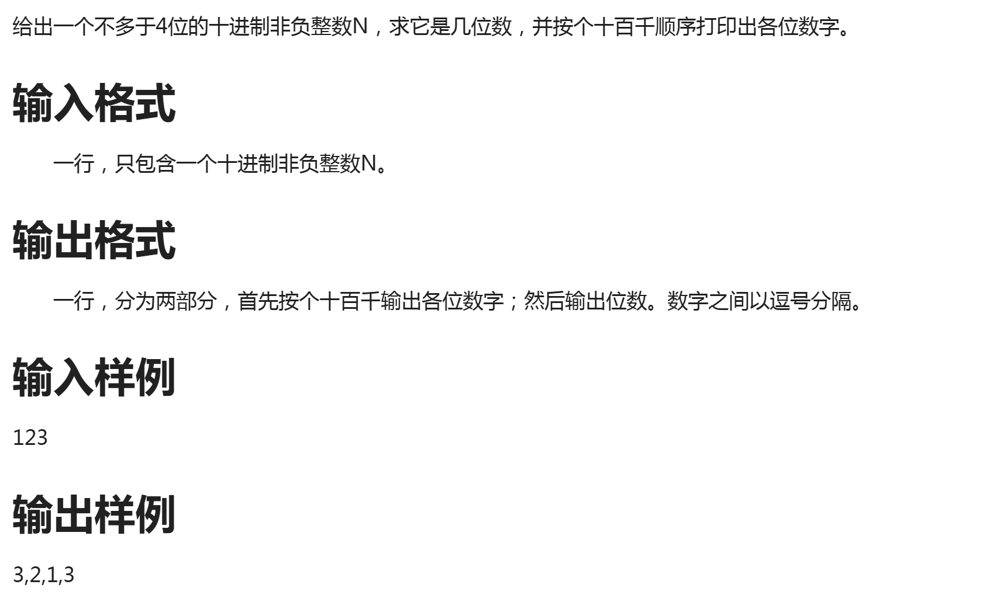 给出一个不多于4位的十进制非负整数N，求它是几位数，并按个十百千顺序打印出各位数字。
输入格式
一行，只包含一个十进制非负整数N。
输出格式
一行，分为两部分，首先按个十百千输出各位数字；然后输出位数。数字之间以逗号分隔。
输入样例
123
输出样例
3,2,1,3